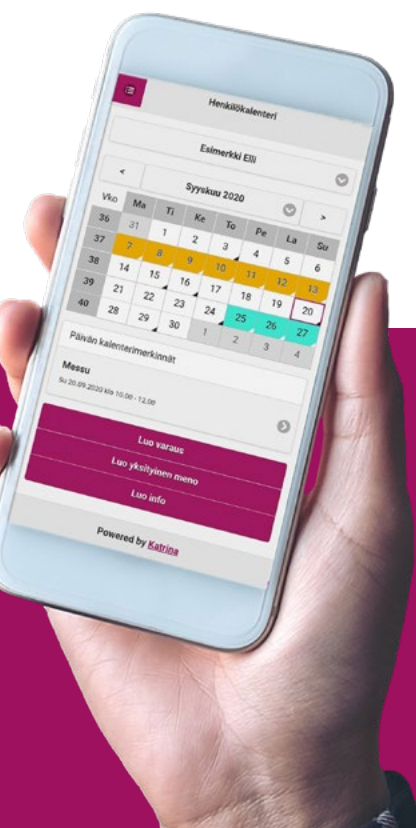 Henkilökalenteri
Esimerkki Elli
< Syyskuu 2020 >
Vko Ma Ti Ke To Pe La Su
36 31 1 2 3 4 5 6
37 7 8 9 10 11 12 13
38 14 15 16 17 18 19 20
39 21 22 23 24 25 26 27
40 28 29 30 1 2 3 4
Päivän kalenterimerkinnät
Messu
Su 20.09.2020 klo 10.00 - 12.00
Luo varaus
Luo yksityinen meno
Luo info
Powered by Katrina